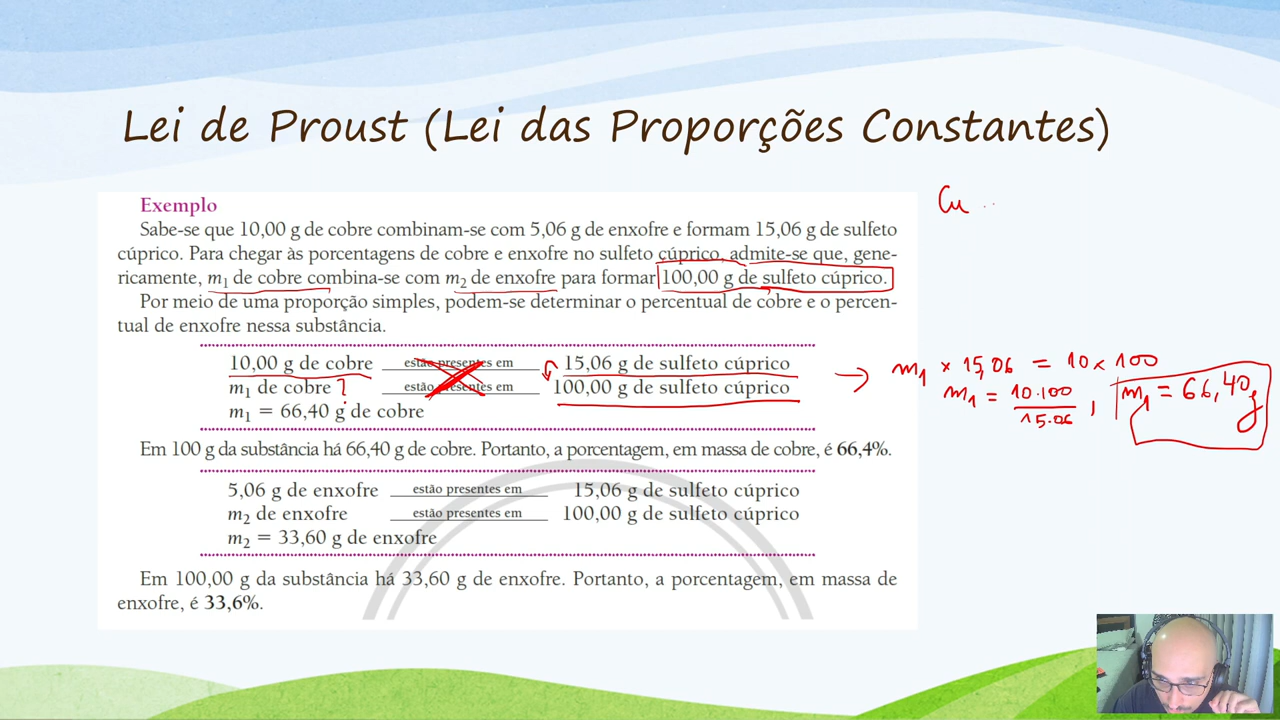 Lei de Proust (Lei das Proporções Constantes)
Exemplo
Sabe-se que 10,00 g de cobre combinam-se com 5,06 g de enxofre e formam 15,06 g de sulfeto
cúprico. Para chegar às porcentagens de cobre e enxofre no sulfeto cúprico, admite-se que, gene-
ricamente, m₁ de cobre combina-se com m₂ de enxofre para formar 100,00 g de sulfeto cúprico.
Por meio de uma proporção simples, podem-se determinar o percentual de cobre e o percen-
tual de enxofre nessa substância.
10,00 g de cobre estão presentes em 15,06 g de sulfeto cúprico
m₁ de cobre ? estão presentes em 100,00 g de sulfeto cúprico
m₁ = 66,40 g de cobre
Em 100 g da substância há 66,40 g de cobre. Portanto, a porcentagem, em massa de cobre, é 66,4%.
5,06 g de enxofre estão presentes em 15,06 g de sulfeto cúprico
m₂ de enxofre estão presentes em 100,00 g de sulfeto cúprico
m₂ = 33,60 g de enxofre
Em 100,00 g da substância há 33,60 g de enxofre. Portanto, a porcentagem, em massa de
enxofre, é 33,6%.
Cu
→ m₁ × 15,06 = 10 × 100
m₁ = 10.100 / 15.06 , m₁ = 66,40g